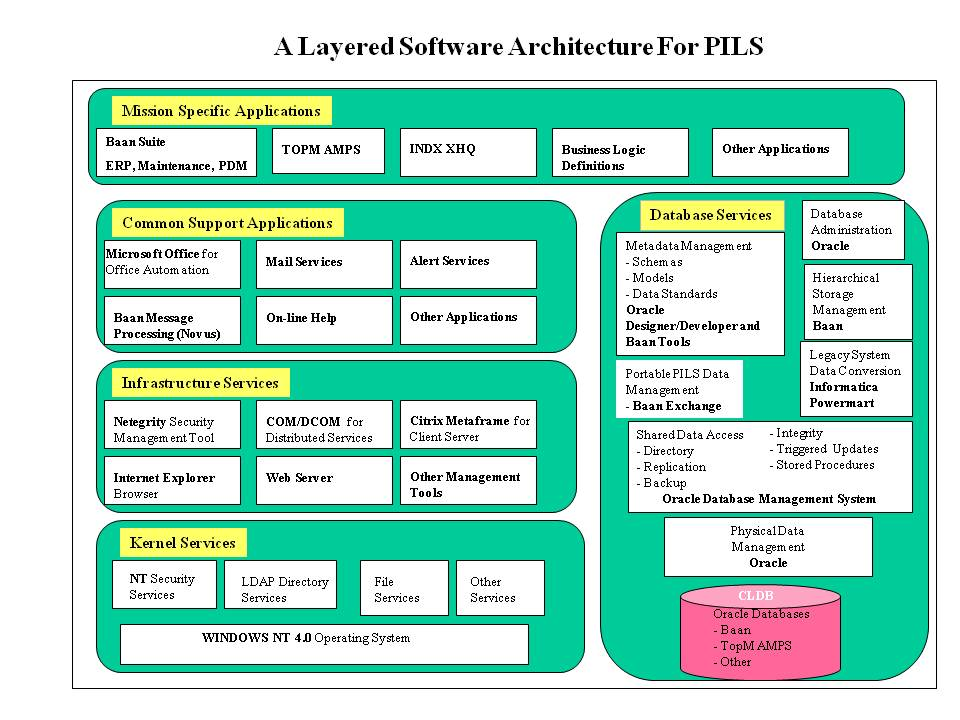 A Layered Software Architecture For PILS
Mission Specific Applications
Baan Suite
ERP, Maintenance, PDM
TOPM AMPS
INDX XHQ
Business Logic
Definitions
Other Applications
Common Support Applications
Microsoft Office for
Office Automation
Mail Services
Alert Services
Baan Message
Processing (Novus)
On-line Help
Other Applications
Infrastructure Services
Netegrity Security
Management Tool
COM/DCOM for
Distributed Services
Citrix Metaframe for
Client Server
Internet Explorer
Browser
Web Server
Other Management
Tools
Kernel Services
NT Security
Services
LDAP Directory
Services
File
Services
Other
Services
WINDOWS NT 4.0 Operating System
Database Services
Metadata Management
- Schemas
- Models
- Data Standards
Oracle
Designer/Developer and
Baan Tools
Database
Administration
Oracle
Hierarchical
Storage
Management
Baan
Portable PILS Data
Management
- Baan Exchange
Legacy System
Data Conversion
Informatica
Powermart
Shared Data Access
- Directory
- Replication
- Backup
- Integrity
- Triggered Updates
- Stored Procedures
Oracle Database Management System
Physical Data
Management
Oracle
CLDB
Oracle Databases
- Baan
- TopM AMPS
- Other